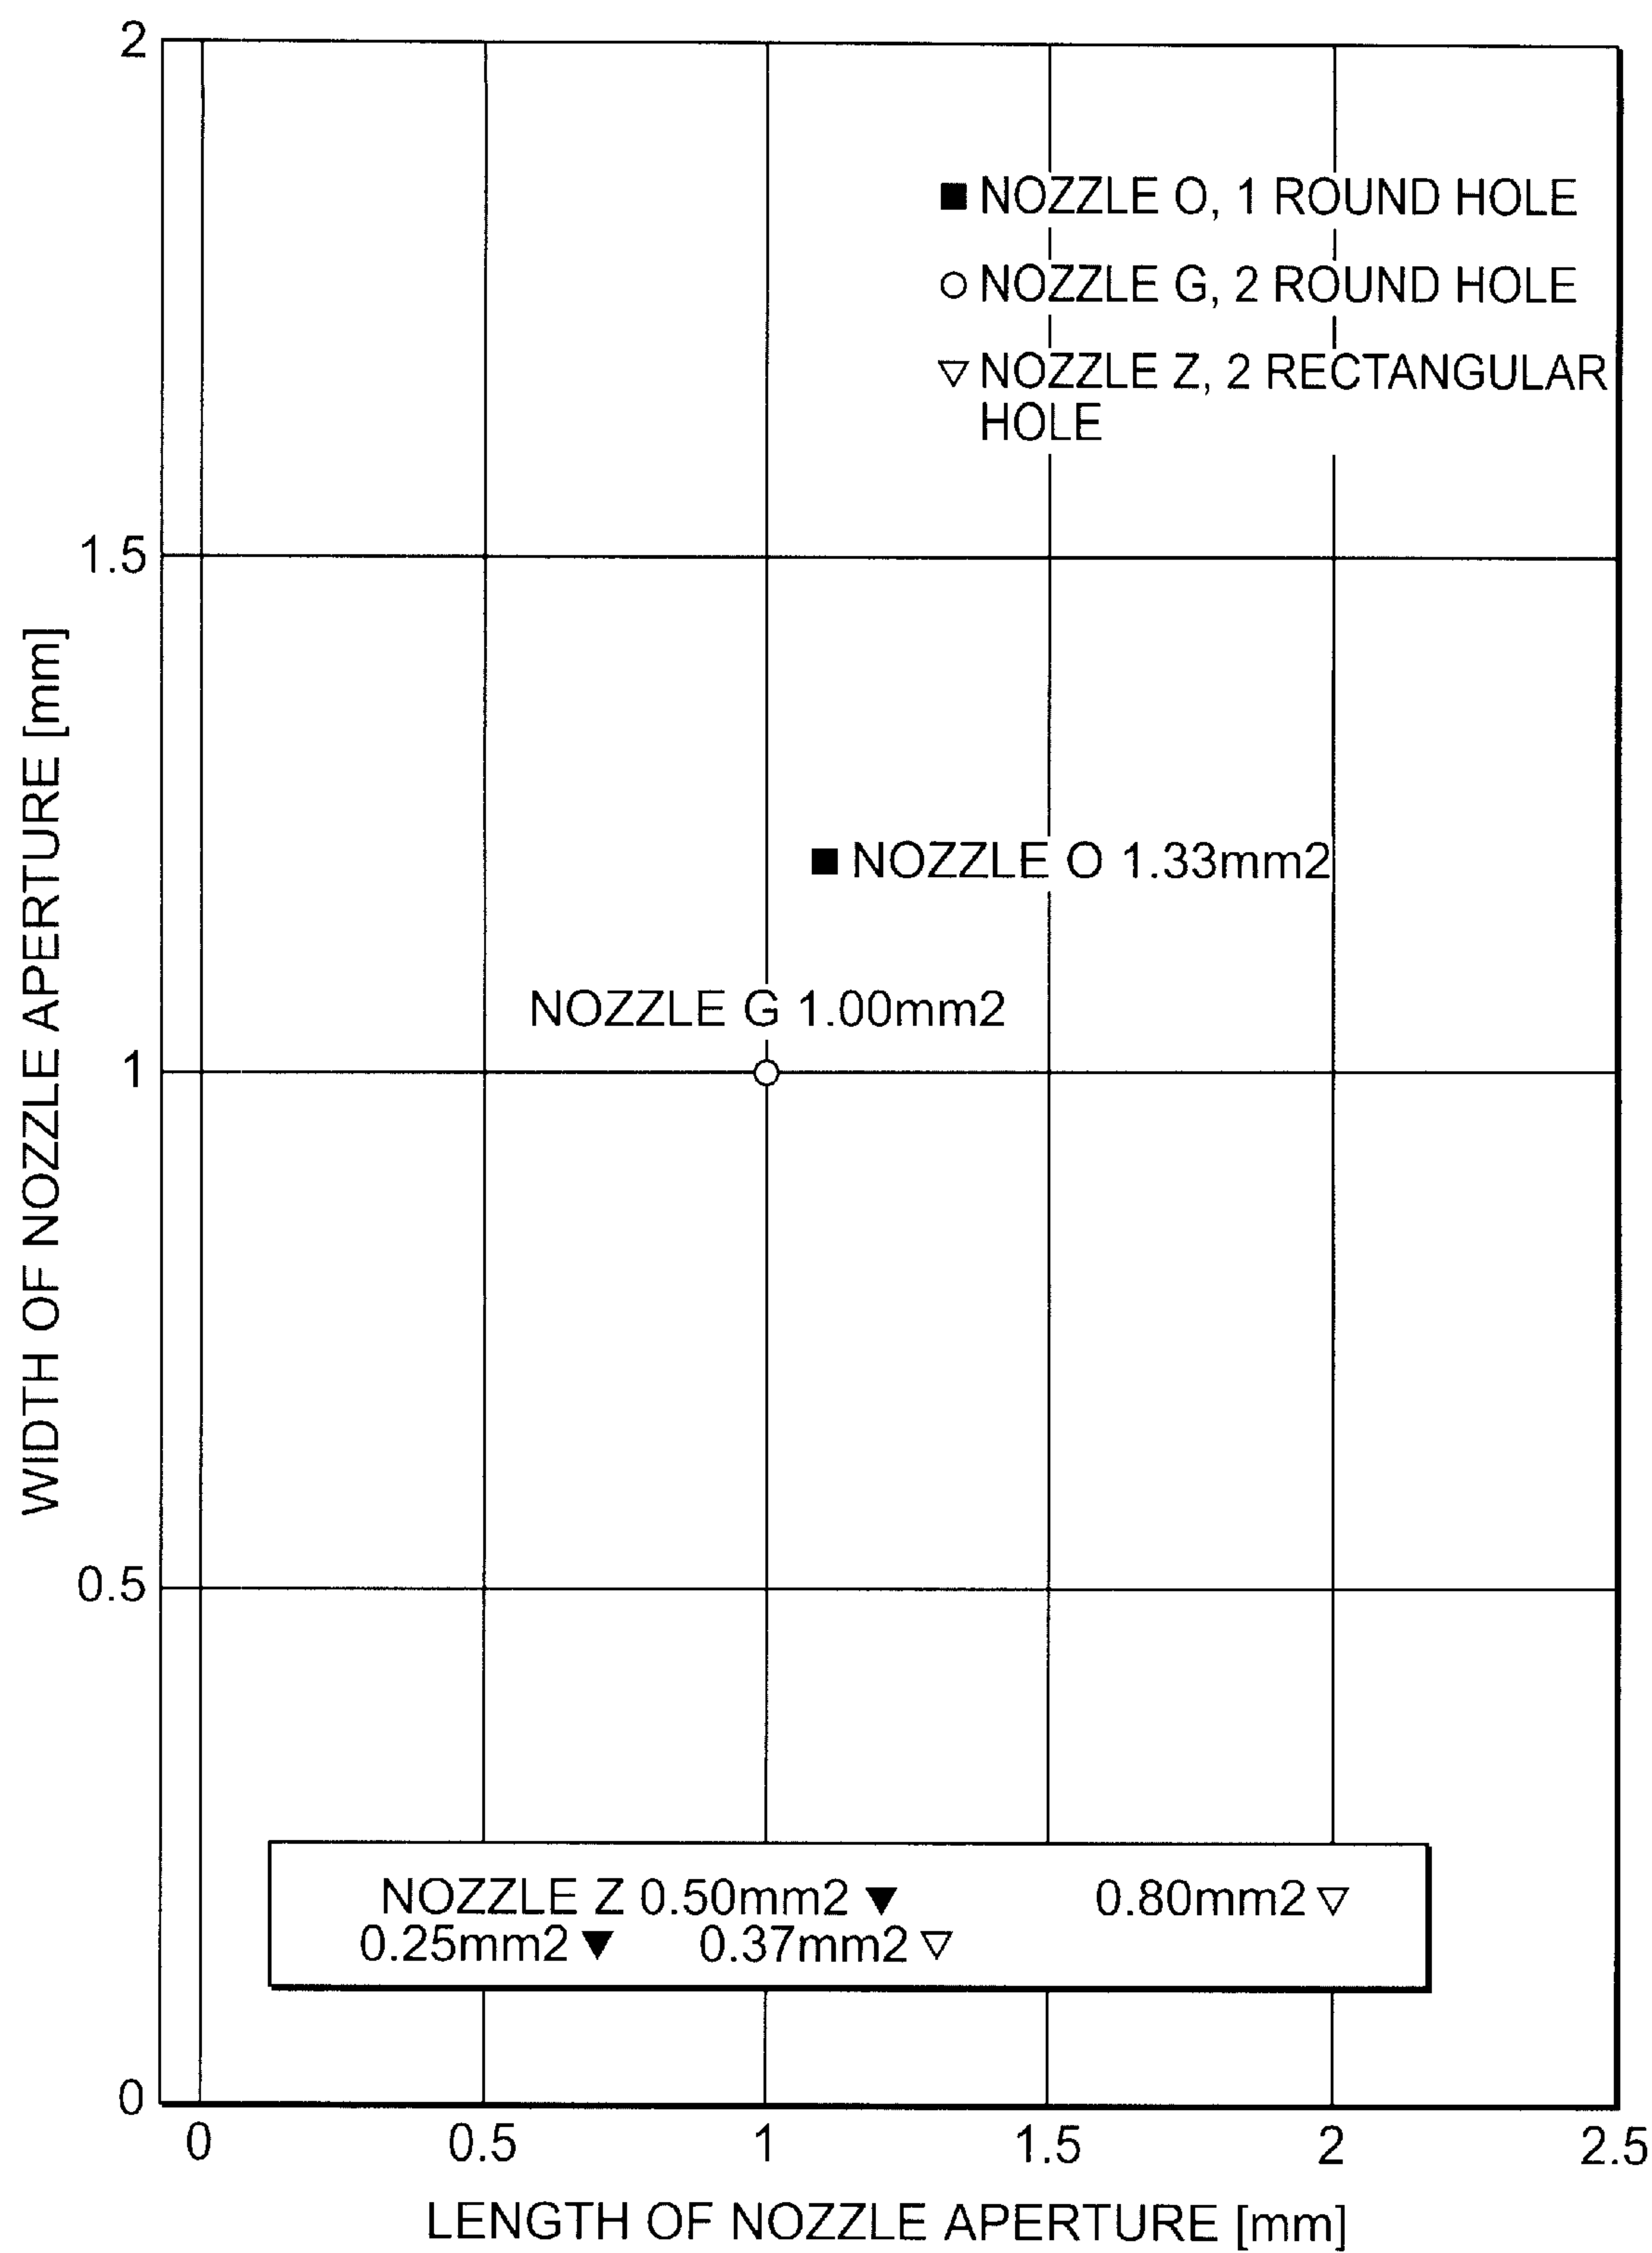 2
■ NOZZLE O, 1 ROUND HOLE
○ NOZZLE G, 2 ROUND HOLE
▽ NOZZLE Z, 2 RECTANGULAR
HOLE
1.5
WIDTH OF NOZZLE APERTURE [mm]
■ NOZZLE O 1.33mm2
NOZZLE G 1.00mm2
1
0.5
NOZZLE Z 0.50mm2 ▼ 0.80mm2 ▽
0.25mm2 ▼ 0.37mm2 ▽
0
0 0.5 1 1.5 2 2.5
LENGTH OF NOZZLE APERTURE [mm]